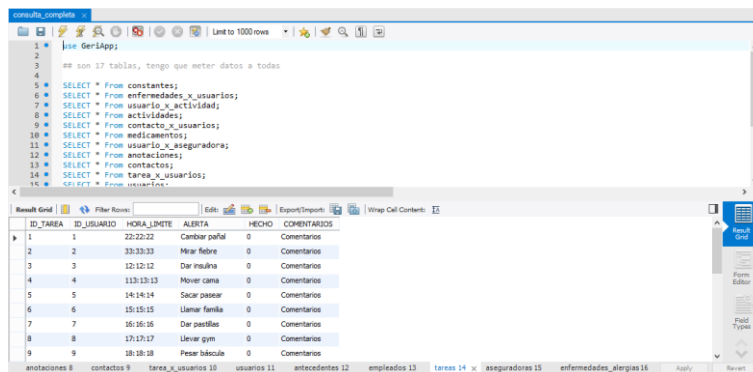 consulta_completa ×
Limit to 1000 rows
1 use GeriApp;
2
3 ## son 17 tablas, tengo que meter datos a todas
4
5 SELECT * From constantes;
6 SELECT * From enfermedades_x_usuarios;
7 SELECT * From usuario_x_actividad;
8 SELECT * From actividades;
9 SELECT * From contacto_x_usuarios;
10 SELECT * From medicamentos;
11 SELECT * From usuario_x_aseguradora;
12 SELECT * From anotaciones;
13 SELECT * From contactos;
14 SELECT * From tarea_x_usuarios;
15 SELECT * From usuarios;
Result Grid Filter Rows: Edit: Export/Import: Wrap Cell Content:
ID_TAREA ID_USUARIO HORA_LIMITE ALERTA HECHO COMENTARIOS
1 1 22:22:22 Cambiar pañal 0 Comentarios
2 2 33:33:33 Mirar fiebre 0 Comentarios
3 3 12:12:12 Dar insulina 0 Comentarios
4 4 113:13:13 Mover cama 0 Comentarios
5 5 14:14:14 Sacar pasear 0 Comentarios
6 6 15:15:15 Llamar familia 0 Comentarios
7 7 16:16:16 Dar pastillas 0 Comentarios
8 8 17:17:17 Llevar gym 0 Comentarios
9 9 18:18:18 Pesar báscula 0 Comentarios
Result Grid
Form Editor
Field Types
anotaciones 8 contactos 9 tarea_x_usuarios 10 usuarios 11 antecedentes 12 empleados 13 tareas 14 × aseguradoras 15 enfermedades_alergias 16 Apply Revert